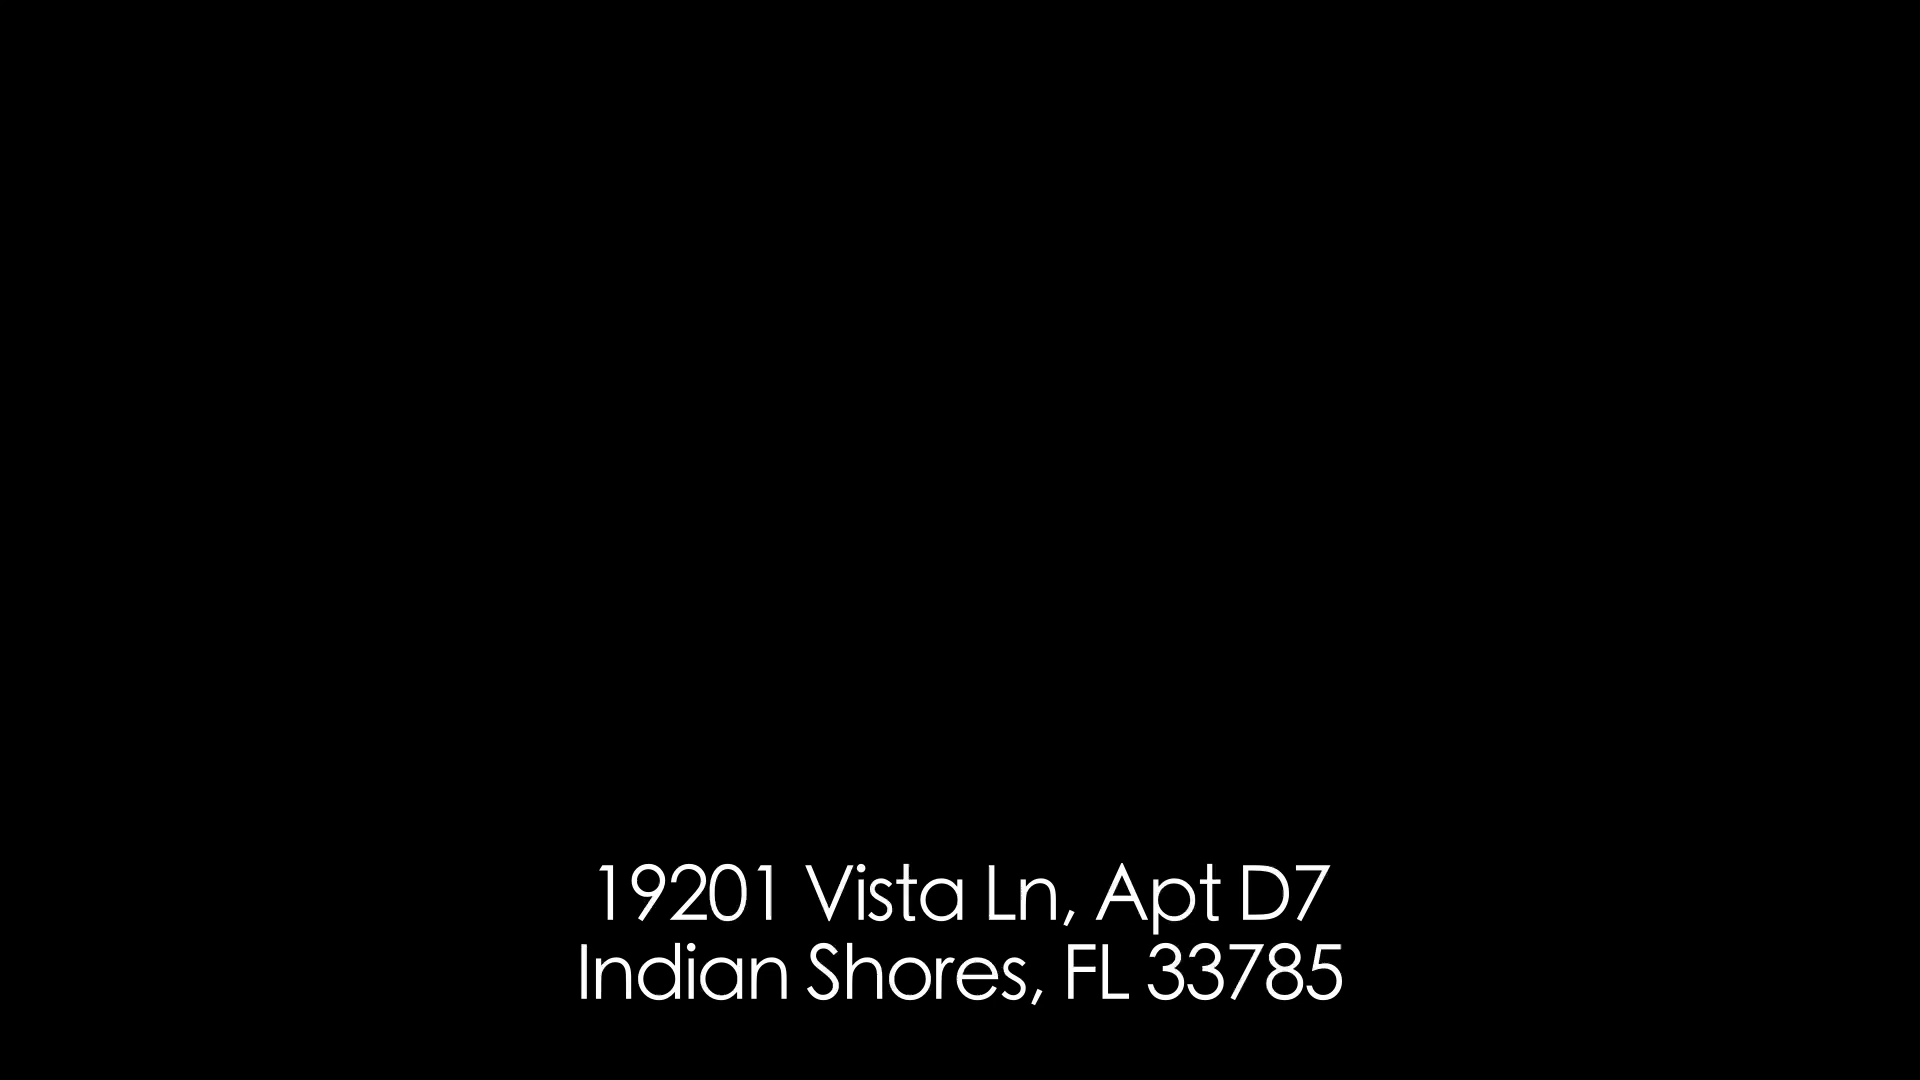 19201 Vista Ln, Apt D7
Indian Shores, FL 33785